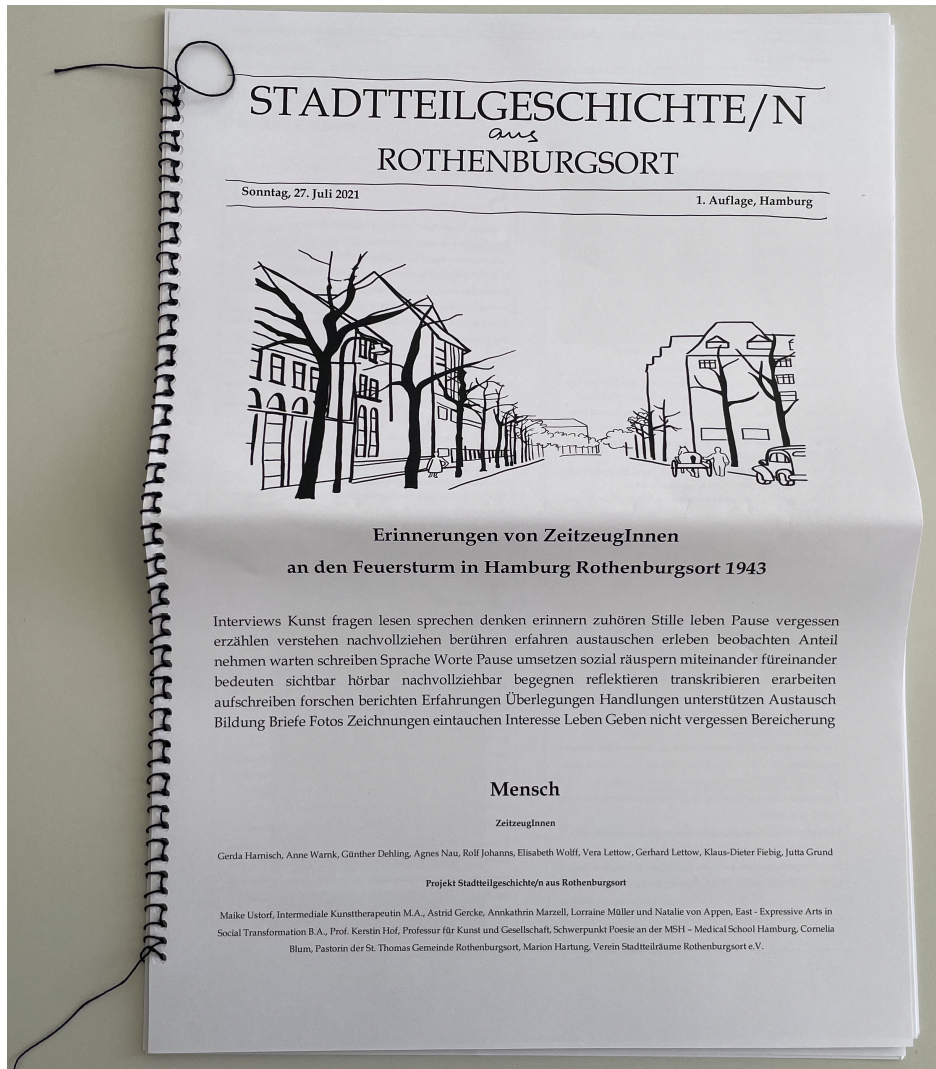 STADTTEILGESCHICHTE/N
aus
ROTHENBURGSORT
Sonntag, 27. Juli 2021
1. Auflage, Hamburg
Erinnerungen von ZeitzeugInnen
an den Feuersturm in Hamburg Rothenburgsort 1943
Interviews Kunst fragen lesen sprechen denken erinnern zuhören Stille leben Pause vergessen
erzählen verstehen nachvollziehen berühren erfahren austauschen erleben beobachten Anteil
nehmen warten schreiben Sprache Worte Pause umsetzen sozial räuspern miteinander füreinander
bedeuten sichtbar hörbar nachvollziehbar begegnen reflektieren transkribieren erarbeiten
aufschreiben forschen berichten Erfahrungen Überlegungen Handlungen unterstützen Austausch
Bildung Briefe Fotos Zeichnungen eintauchen Interesse Leben Geben nicht vergessen Bereicherung
Mensch
ZeitzeugInnen
Gerda Harnisch, Anne Warnk, Günther Dehling, Agnes Nau, Rolf Johanns, Elisabeth Wolff, Vera Lettow, Gerhard Lettow, Klaus-Dieter Fiebig, Jutta Grund
Projekt Stadtteilgeschichte/n aus Rothenburgsort
Maike Ustorf, Intermediale Kunsttherapeutin M.A., Astrid Gercke, Annkathrin Marzell, Lorraine Müller und Natalie von Appen, East - Expressive Arts in
Social Transformation B.A., Prof. Kerstin Hof, Professur für Kunst und Gesellschaft, Schwerpunkt Poesie an der MSH – Medical School Hamburg, Cornelia
Blum, Pastorin der St. Thomas Gemeinde Rothenburgsort, Marion Hartung, Verein Stadtteilräume Rothenburgsort e.V.